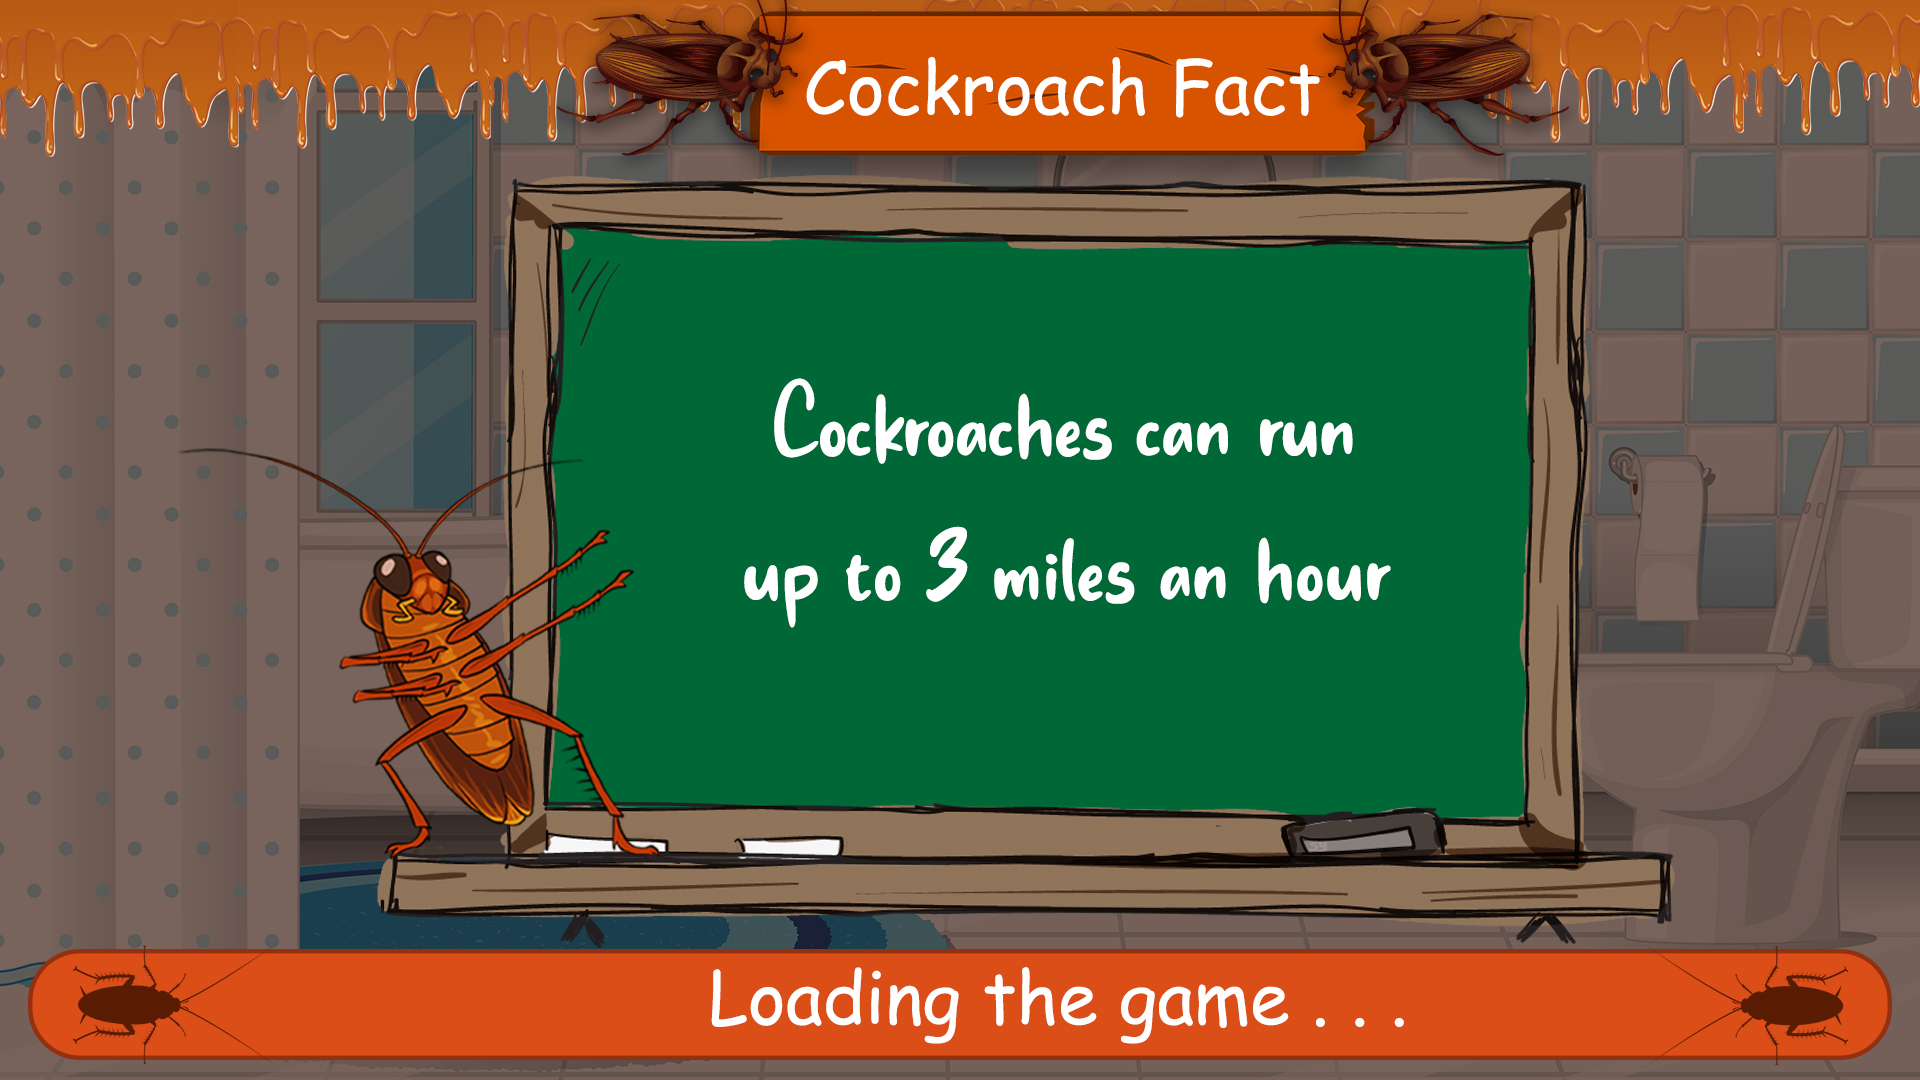 Cockroach Fact
Cockroaches can run
up to 3 miles an hour
Loading the game . . .